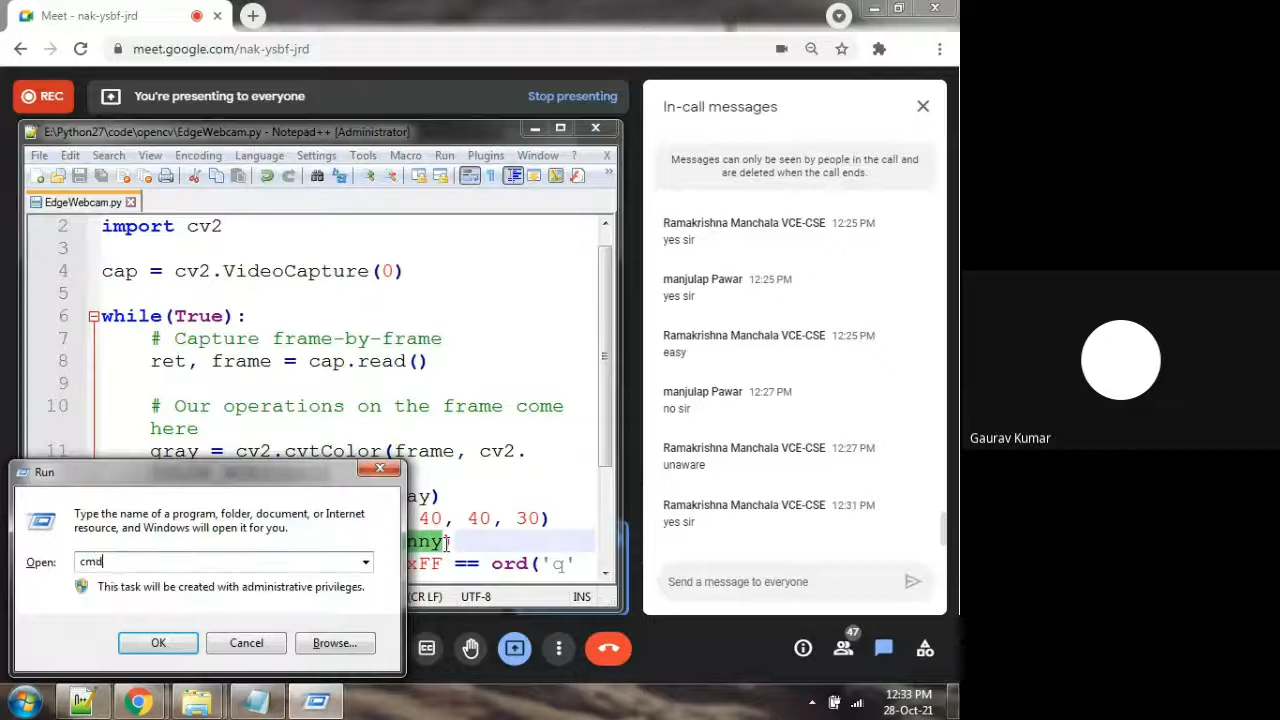 Meet - nak-ysbf-jrd
meet.google.com/nak-ysbf-jrd
REC
You're presenting to everyone
Stop presenting
E:\Python27\code\opencv\EdgeWebcam.py - Notepad++ [Administrator]
File Edit Search View Encoding Language Settings Tools Macro Run Plugins Window ? X
EdgeWebcam.py
2 import cv2
3
4 cap = cv2.VideoCapture(0)
5
6 while(True):
7 # Capture frame-by-frame
8 ret, frame = cap.read()
9
10 # Our operations on the frame come
here
11 gray = cv2.cvtColor(frame, cv2.
ay)
40, 40, 30)
nny)
xFF == ord('q'
(CR LF) UTF-8 INS
Run
Type the name of a program, folder, document, or Internet
resource, and Windows will open it for you.
Open: cmd
This task will be created with administrative privileges.
OK Cancel Browse...
In-call messages
Messages can only be seen by people in the call and
are deleted when the call ends.
Ramakrishna Manchala VCE-CSE 12:25 PM
yes sir
manjulap Pawar 12:25 PM
yes sir
Ramakrishna Manchala VCE-CSE 12:25 PM
easy
manjulap Pawar 12:27 PM
no sir
Ramakrishna Manchala VCE-CSE 12:27 PM
unaware
Ramakrishna Manchala VCE-CSE 12:31 PM
yes sir
Send a message to everyone
47
12:33 PM
28-Oct-21
Gaurav Kumar